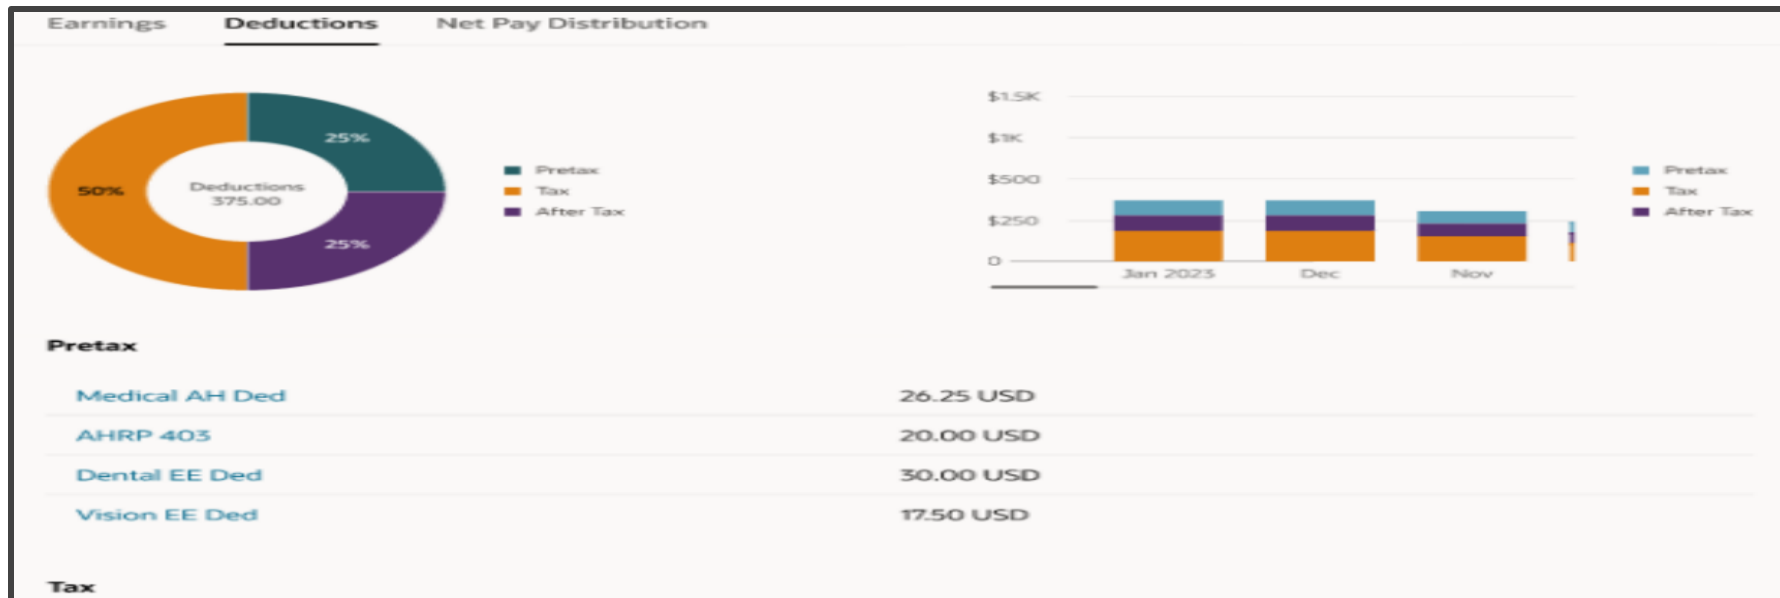 Earnings Deductions Net Pay Distribution
25%
50%
25%
Deductions
375.00
Pretax
Tax
After Tax
$1.5K
$1K
$500
$250
0
Jan 2023 Dec Nov
Pretax
Tax
After Tax
Pretax
Medical AH Ded 26.25 USD
AHRP 403 20.00 USD
Dental EE Ded 30.00 USD
Vision EE Ded 17.50 USD
Tax